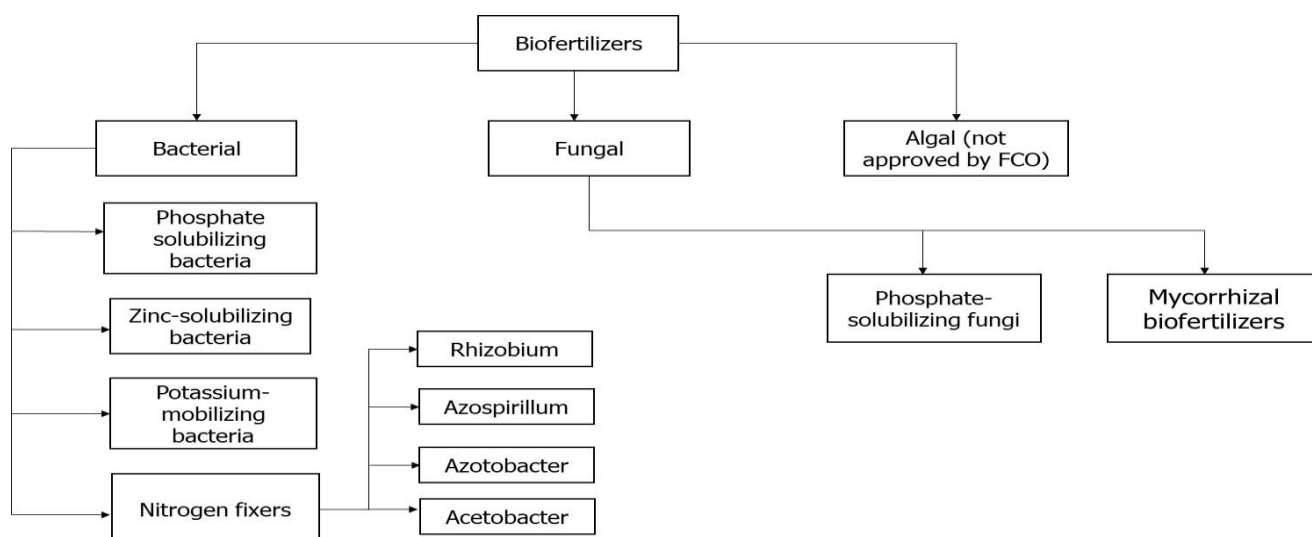 Biofertilizers
Bacterial
Fungal
Algal (not
approved by FCO)
Phosphate
solubilizing
bacteria
Zinc-solubilizing
bacteria
Potassium-
mobilizing
bacteria
Nitrogen fixers
Rhizobium
Azospirillum
Azotobacter
Acetobacter
Phosphate-
solubilizing fungi
Mycorrhizal
biofertilizers